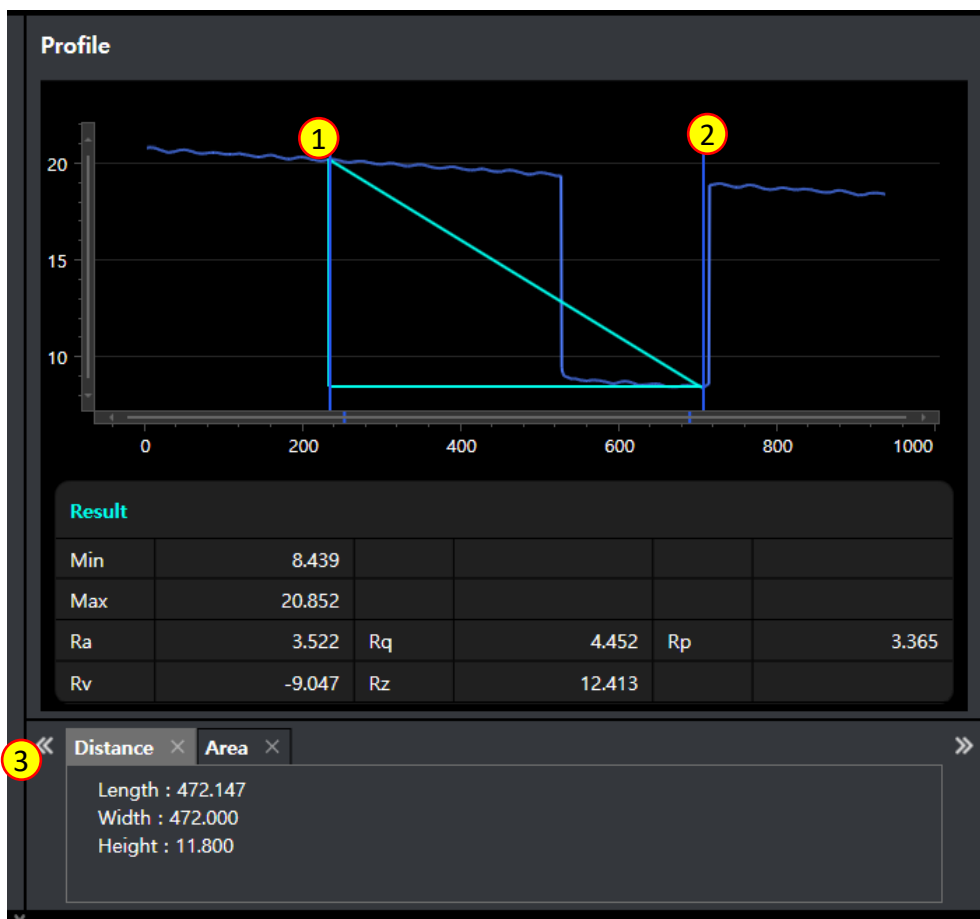 Profile
1
2
20
15
10
0 200 400 600 800 1000
Result
Min 8.439
Max 20.852
Ra 3.522 Rq 4.452 Rp 3.365
Rv -9.047 Rz 12.413
3
Distance Area
Length : 472.147
Width : 472.000
Height : 11.800